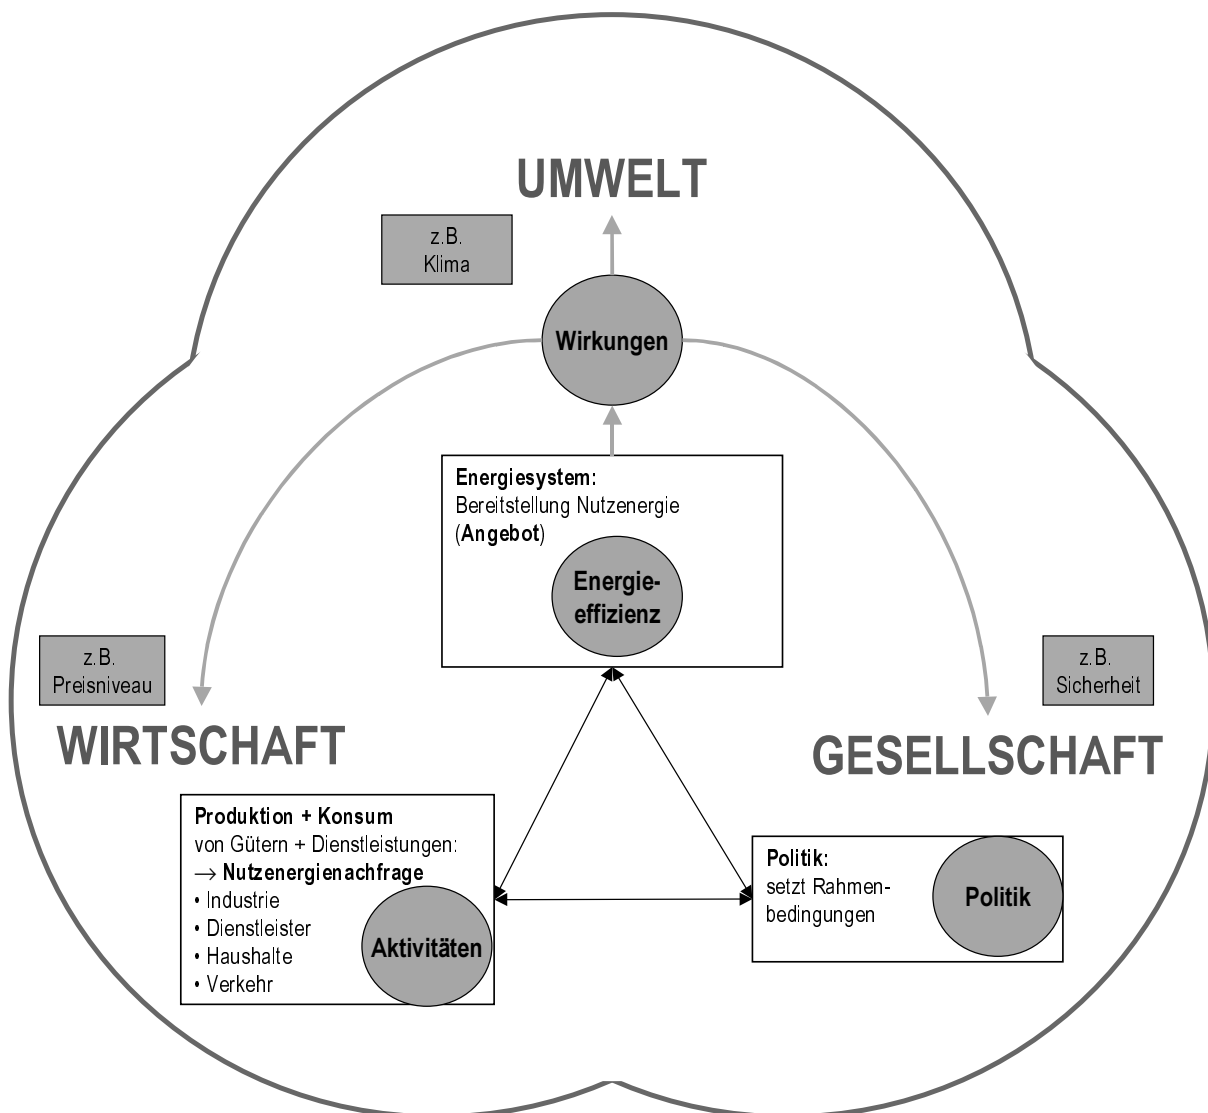 UMWELT
z.B.
Klima
Wirkungen
Energiesystem:
Bereitstellung Nutzenergie
(Angebot)
Energie-
effizienz
z.B.
Preisniveau
z.B.
Sicherheit
WIRTSCHAFT
GESELLSCHAFT
Produktion + Konsum
von Gütern + Dienstleistungen:
→ Nutzenergienachfrage
• Industrie
• Dienstleister
• Haushalte
• Verkehr
Aktivitäten
Politik:
setzt Rahmen-
bedingungen
Politik